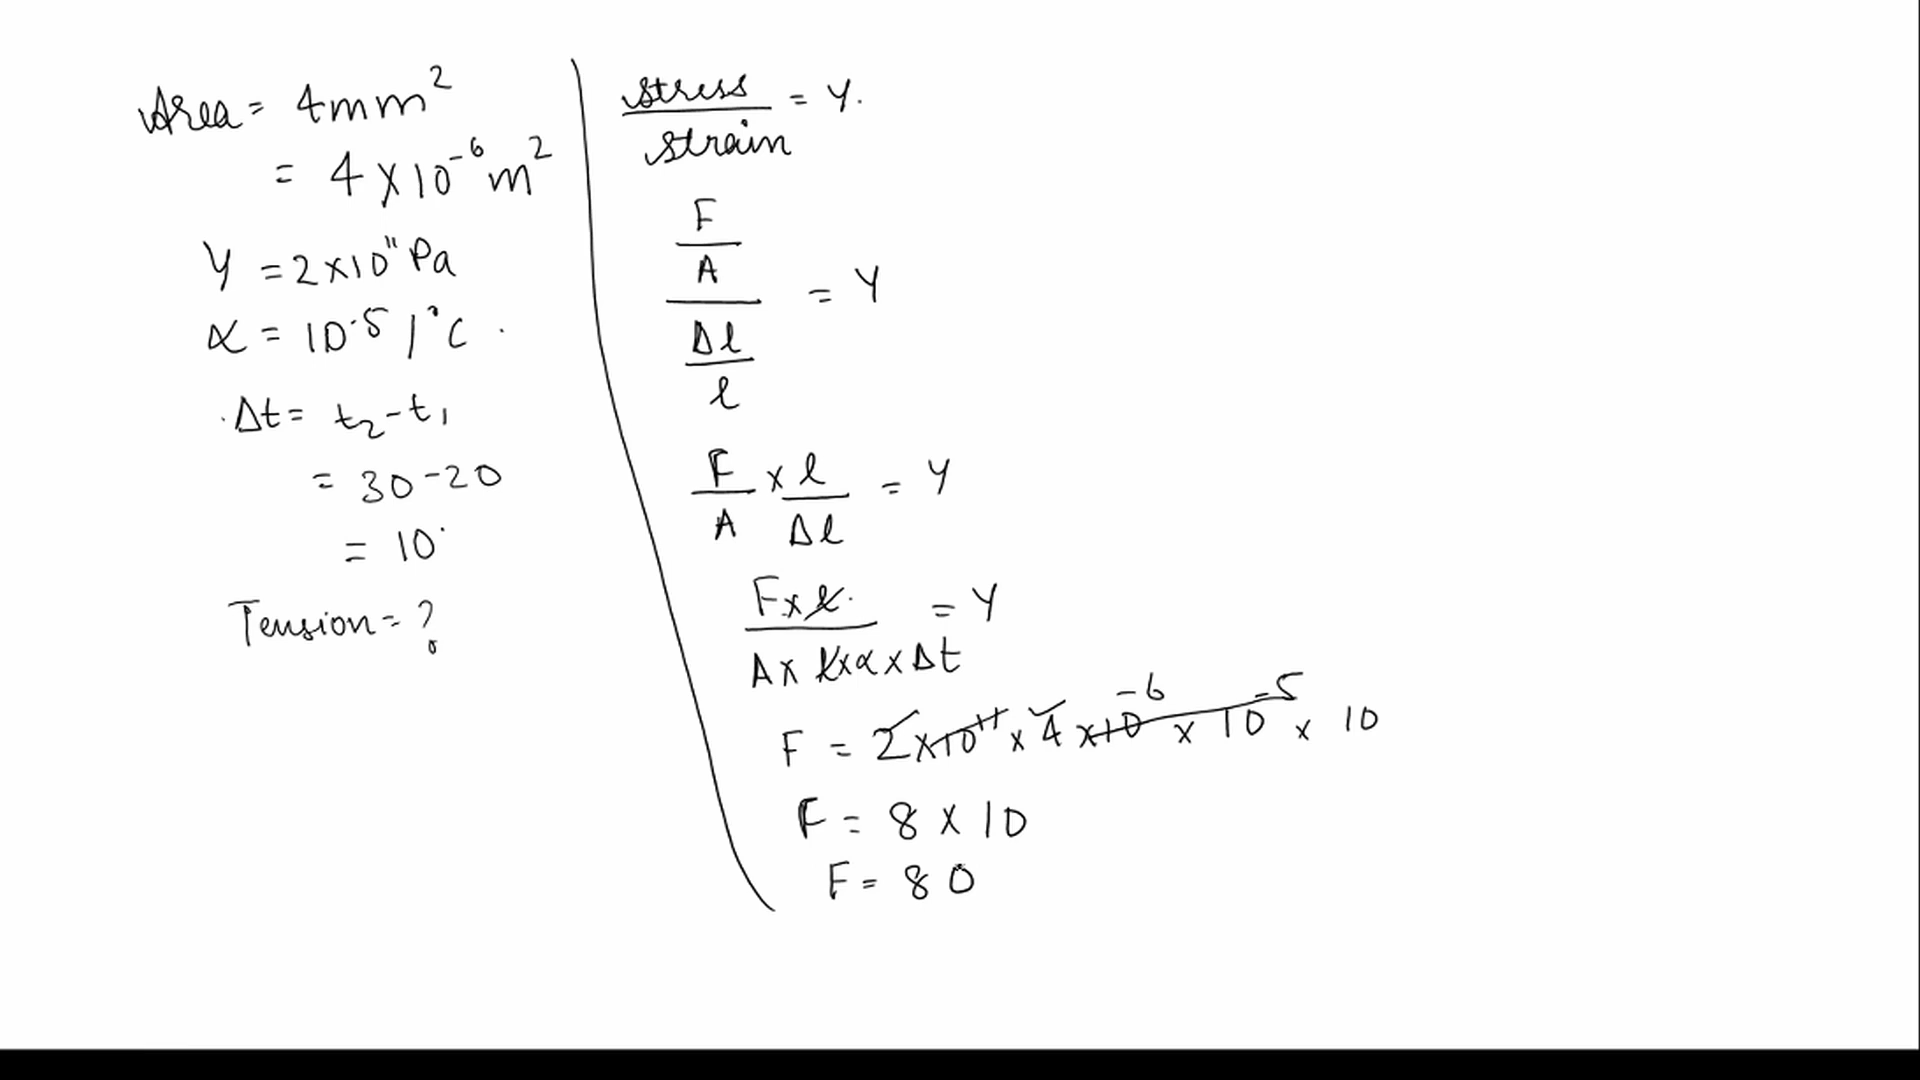 Area = 4mm²
= 4 × 10⁻⁶ m²
Y = 2×10¹¹ Pa
α = 10⁻⁵ /°C
Δt = t₂ - t₁
= 30 - 20
= 10°
Tension = ?
stress / strain = Y.
F/A / Δl/l = Y
F/A × l/Δl = Y
F×l / A× l×α×Δt = Y
F = 2×10¹¹ × 4×10⁻⁶ × 10⁻⁵ × 10
F = 8 × 10
F = 80